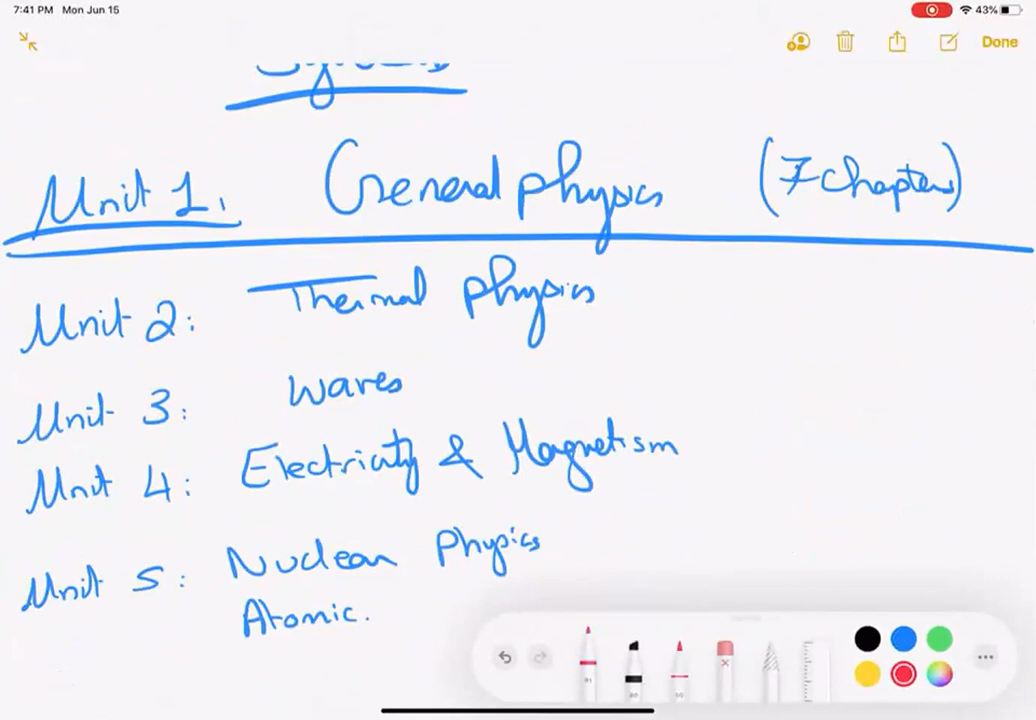 7:41 PM Mon Jun 15 43%
Done
Unit 1. General physics (7 chapters)
Unit 2: Thermal physics
Unit 3: Waves
Unit 4: Electricity & Magnetism
Unit 5: Nuclear Physics
Atomic.